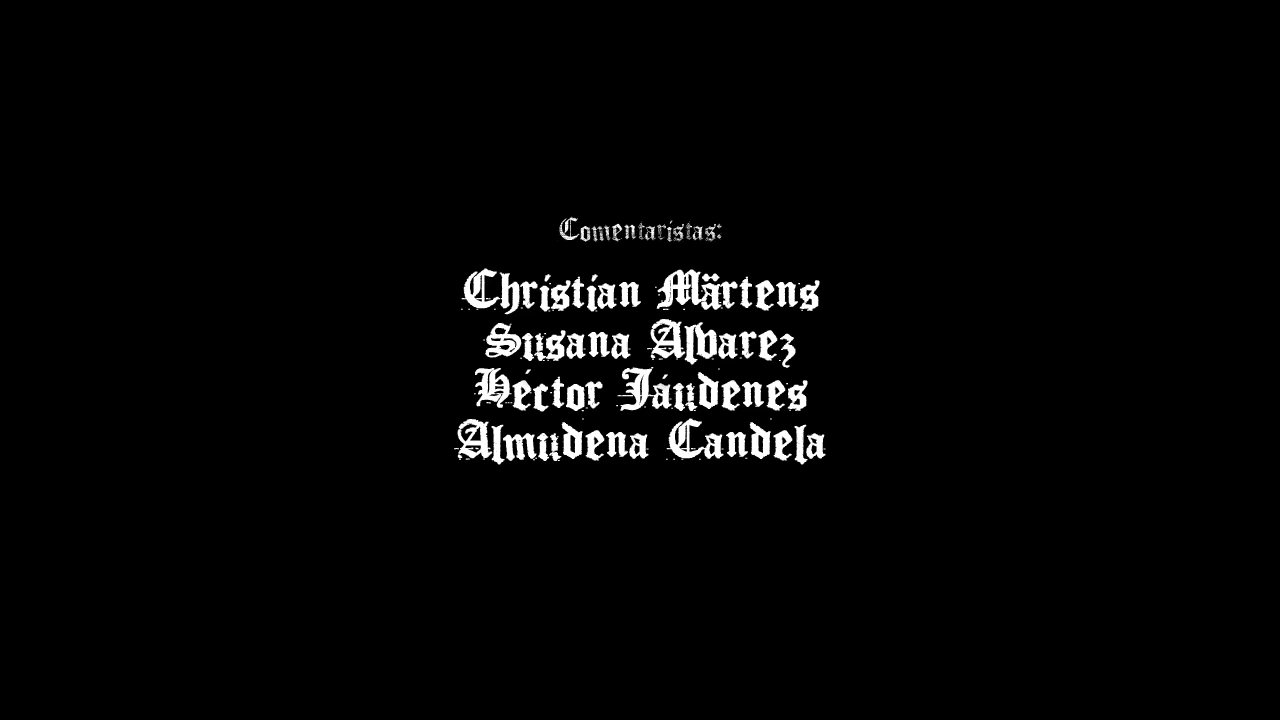 Comentaristas:
Christian Märtens
Susana Alvarez
Héctor Jáudenes
Almudena Candela